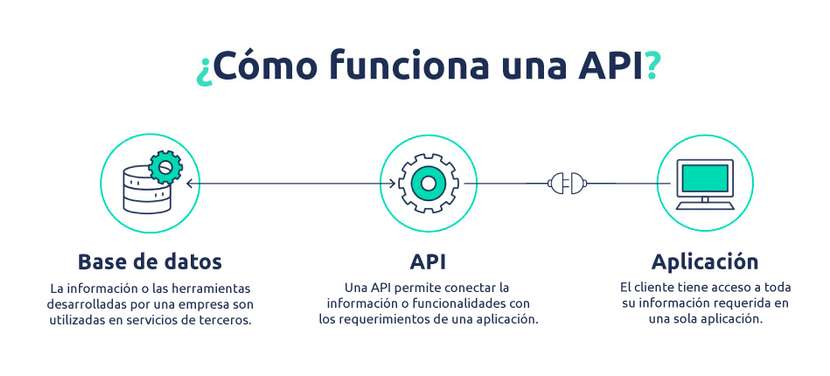 ¿Cómo funciona una API?
Base de datos
La información o las herramientas
desarrolladas por una empresa son
utilizadas en servicios de terceros.
API
Una API permite conectar la
información o funcionalidades con
los requerimientos de una aplicación.
Aplicación
El cliente tiene acceso a toda
su información requerida en
una sola aplicación.